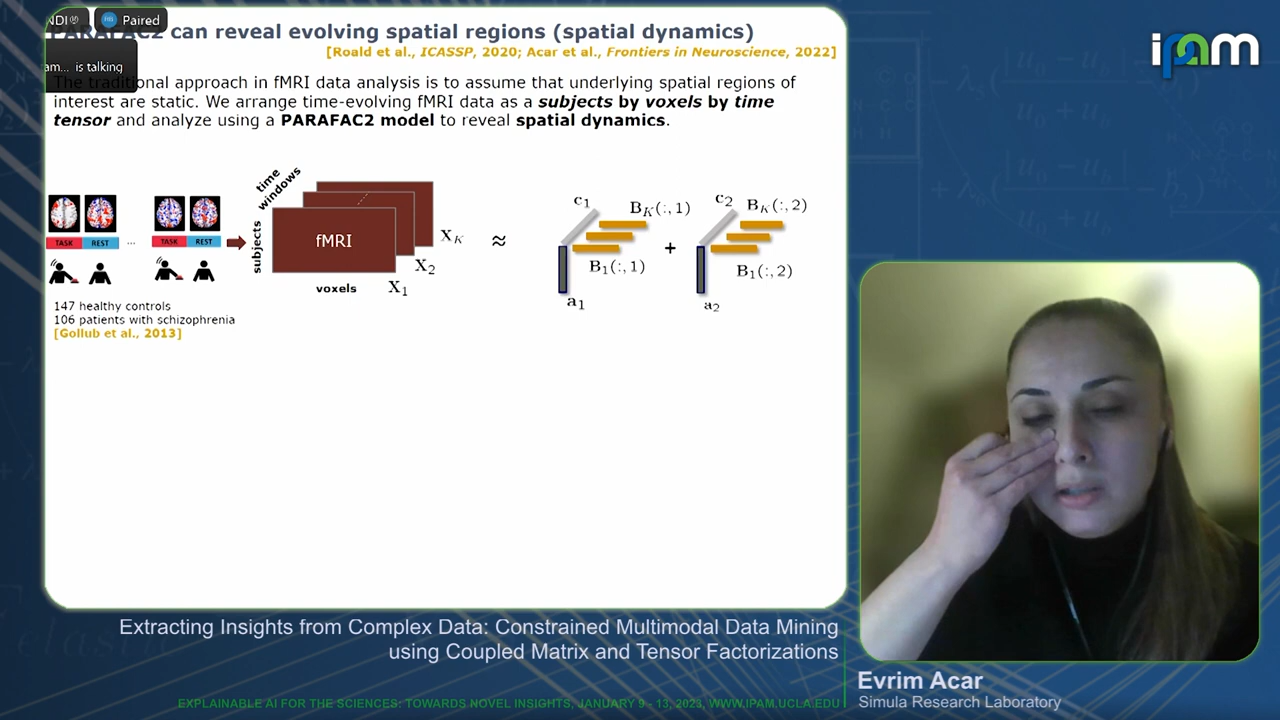 NDI
Paired
am... is talking
PARAFAC2 can reveal evolving spatial regions (spatial dynamics)
[Roald et al., ICASSP, 2020; Acar et al., Frontiers in Neuroscience, 2022]
The traditional approach in fMRI data analysis is to assume that underlying spatial regions of
interest are static. We arrange time-evolving fMRI data as a subjects by voxels by time
tensor and analyze using a PARAFAC2 model to reveal spatial dynamics.
time
windows
subjects
fMRI
voxels
X_1
X_2
X_K
≈
c_1
B_K(:,1)
B_1(:,1)
a_1
+
c_2
B_K(:,2)
B_1(:,2)
a_2
TASK REST
...
TASK REST
147 healthy controls
106 patients with schizophrenia
[Gollub et al., 2013]
ipam
Extracting Insights from Complex Data: Constrained Multimodal Data Mining
using Coupled Matrix and Tensor Factorizations
Evrim Acar
Simula Research Laboratory
EXPLAINABLE AI FOR THE SCIENCES: TOWARDS NOVEL INSIGHTS, JANUARY 9 - 13, 2023, WWW.IPAM.UCLA.EDU